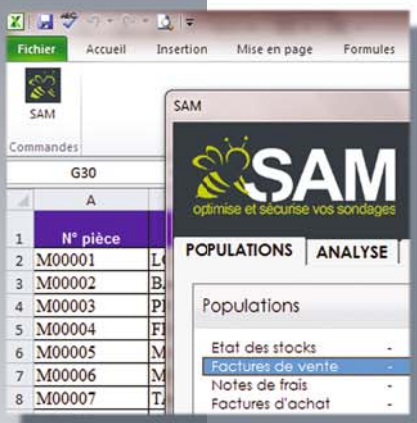 Fichier Accueil Insertion Mise en page Formules
SAM
Commandes
G30
A
1 N° pièce
2 M00001
3 M00002
4 M00003
5 M00004
6 M00005
7 M00006
8 M00007
SAM
SAM
optimise et sécurise vos sondages
POPULATIONS ANALYSE
Populations
Etat des stocks -
Factures de vente -
Notes de frais -
Factures d'achat -